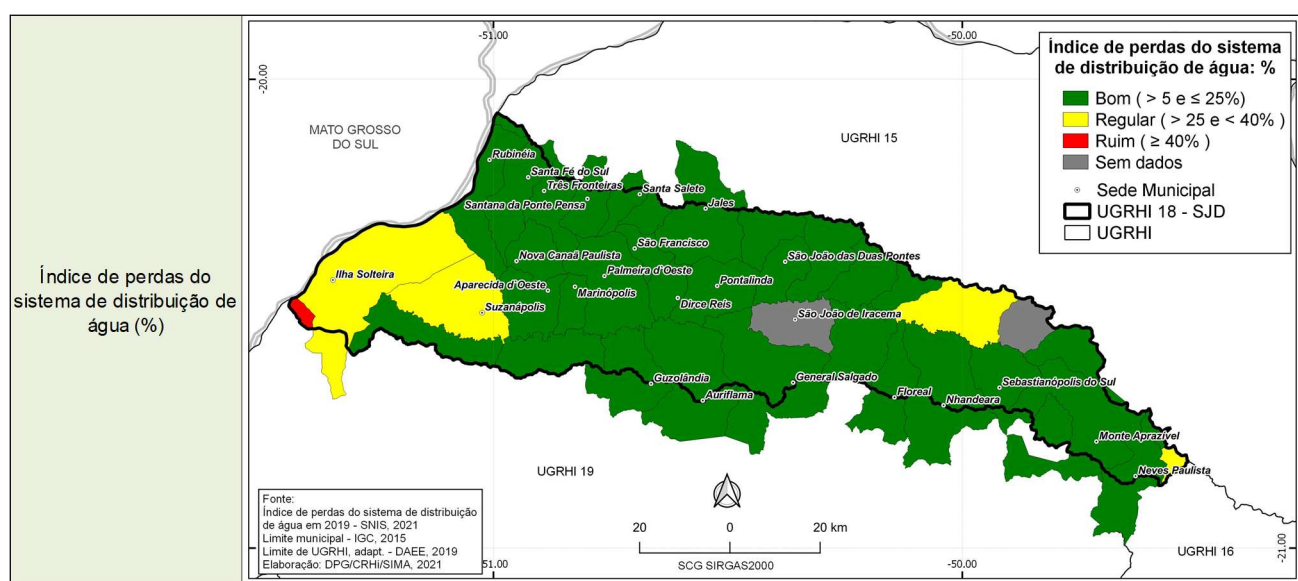 Índice de perdas do
sistema de distribuição de
água (%)
-51.00
-50.00
-20.00
MATO GROSSO
DO SUL
UGRHI 15
Índice de perdas do sistema
de distribuição de água: %
Bom ( > 5 e ≤ 25%)
Regular ( > 25 e < 40% )
Ruim ( ≥ 40% )
Sem dados
Sede Municipal
UGRHI 18 - SJD
UGRHI
Rubinéia
Santa Fé do Sul
Três Fronteiras
Santana da Ponte Pensa
Santa Salete
Jales
São Francisco
Nova Canaã Paulista
Palmeira d'Oeste
São João das Duas Pontes
Ilha Solteira
Aparecida d'Oeste
Marinópolis
Pontalinda
Dirce Reis
Suzanápolis
São João de Iracema
Guzolândia
General Salgado
Auriflama
Floreal
Nhandeara
Sebastianópolis do Sul
Monte Aprazível
Neves Paulista
UGRHI 19
UGRHI 16
Fonte:
Índice de perdas do sistema de distribuição
de água em 2019 - SNIS, 2021
Limite municipal - IGC, 2015
Limite de UGRHI, adapt. - DAEE, 2019
Elaboração: DPG/CRHi/SIMA, 2021
20 0 20 km
SCG SIRGAS2000
-51.00
-50.00
-21.00